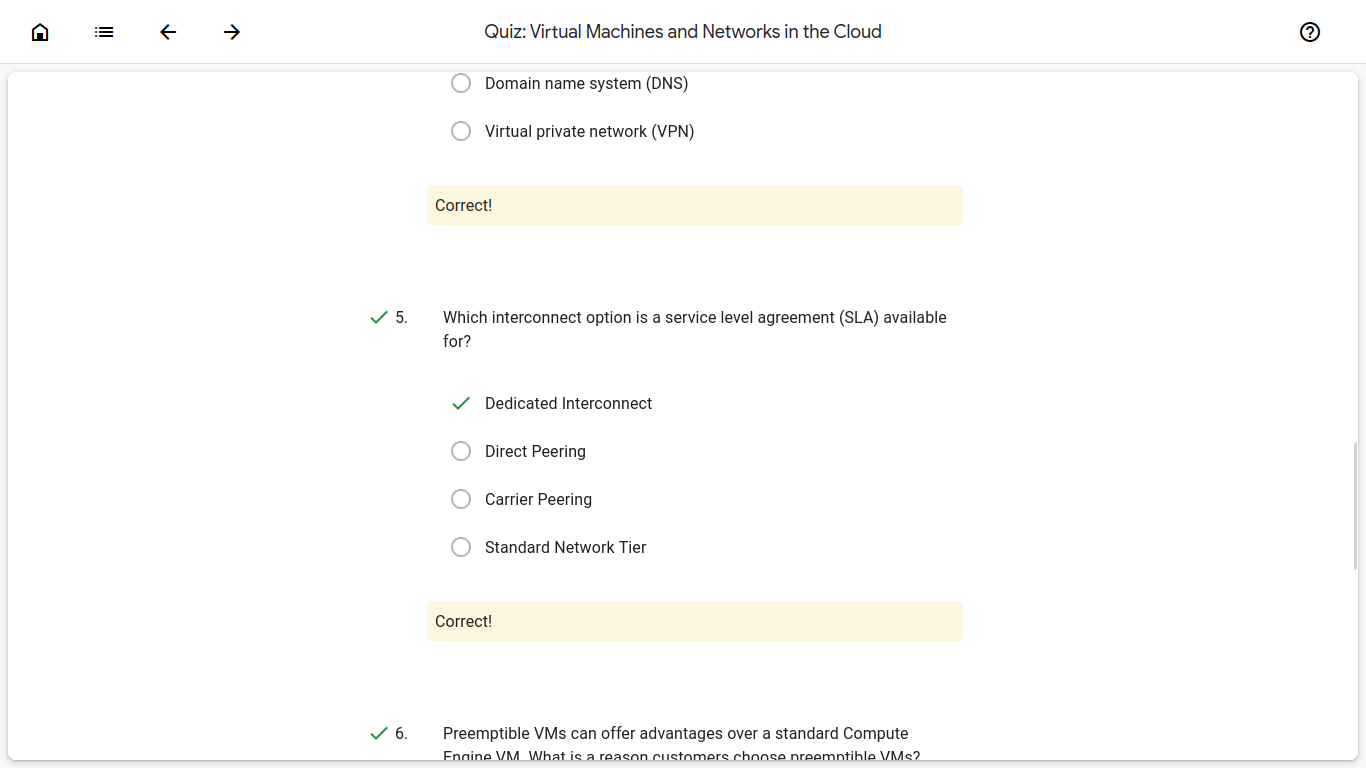 Quiz: Virtual Machines and Networks in the Cloud
Domain name system (DNS)
Virtual private network (VPN)
Correct!
5. Which interconnect option is a service level agreement (SLA) available
for?
Dedicated Interconnect
Direct Peering
Carrier Peering
Standard Network Tier
Correct!
6. Preemptible VMs can offer advantages over a standard Compute
Engine VM. What is a reason customers choose preemptible VMs?